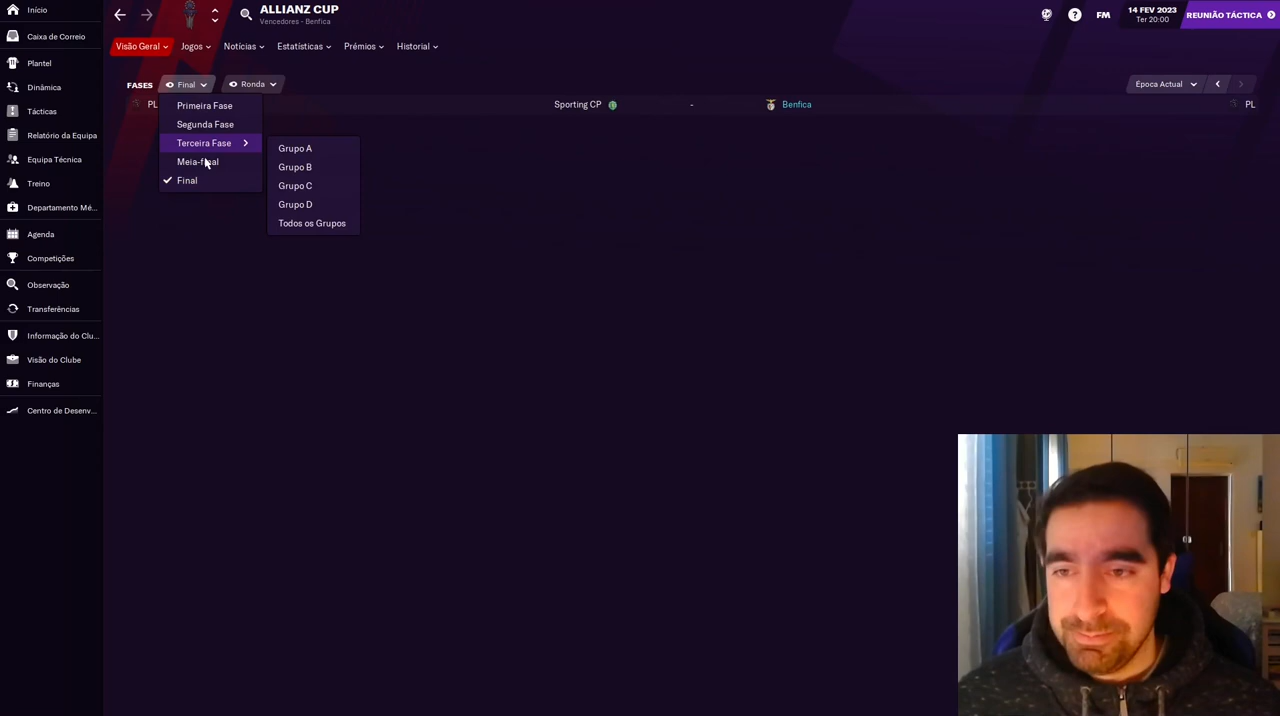 Início
Caixa de Correio
Plantel
Dinâmica
Tácticas
Relatório da Equipa
Equipa Técnica
Treino
Departamento Mé...
Agenda
Competições
Observação
Transferências
Informação do Clu...
Visão do Clube
Finanças
Centro de Desenv...
ALLIANZ CUP
Vencedores - Benfica
FM
14 FEV 2023
Ter 20:00
REUNIÃO TÁCTICA
Visão Geral
Jogos
Notícias
Estatísticas
Prémios
Historial
FASES
Final
Ronda
Época Actual
PL
Sporting CP
-
Benfica
PL
Primeira Fase
Segunda Fase
Terceira Fase
Meia-final
Final
Grupo A
Grupo B
Grupo C
Grupo D
Todos os Grupos